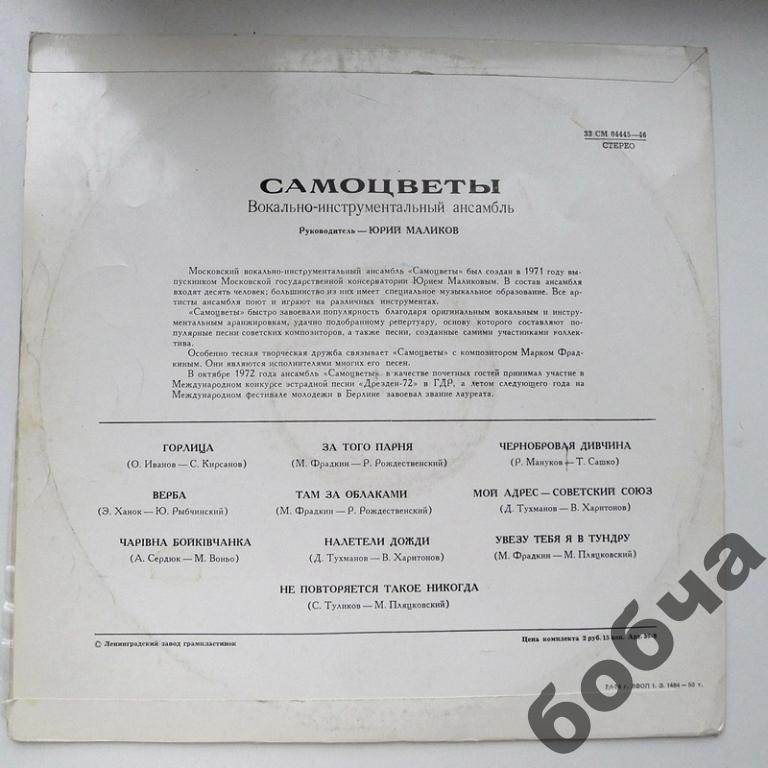 33 СМ 04445—46
СТЕРЕО
САМОЦВЕТЫ
Вокально-инструментальный ансамбль
Руководитель — ЮРИЙ МАЛИКОВ
Московский вокально-инструментальный ансамбль «Самоцветы» был создан в 1971 году вы-
пускником Московской государственной консерватории Юрием Маликовым. В состав ансамбля
входят десять человек; большинство из них имеет специальное музыкальное образование. Все ар-
тисты ансамбля поют и играют на различных инструментах.
«Самоцветы» быстро завоевали популярность благодаря оригинальным вокальным и инстру-
ментальным аранжировкам, удачно подобранному репертуару, основу которого составляют по-
пулярные песни советских композиторов, а также песни, созданные самими участниками коллек-
тива.
Особенно тесная творческая дружба связывает «Самоцветы» с композитором Марком Фрад-
киным. Они являются исполнителями многих его песен.
В октябре 1972 года ансамбль «Самоцветы» в качестве почетных гостей принимал участие в
Международном конкурсе эстрадной песни «Дрезден-72» в ГДР, а летом следующего года на
Международном фестивале молодежи в Берлине завоевал звание лауреата.
ГОРЛИЦА
(О. Иванов — С. Кирсанов)
ЗА ТОГО ПАРНЯ
(М. Фрадкин — Р. Рождественский)
ЧЕРНОБРОВАЯ ДИВЧИНА
(Р. Мануков — Т. Сашко)
ВЕРБА
(Э. Ханок — Ю. Рыбчинский)
ТАМ ЗА ОБЛАКАМИ
(М. Фрадкин — Р. Рождественский)
МОЙ АДРЕС — СОВЕТСКИЙ СОЮЗ
(Д. Тухманов — В. Харитонов)
ЧАРІВНА БОЙКІВЧАНКА
(А. Сердюк — М. Воньо)
НАЛЕТЕЛИ ДОЖДИ
(Д. Тухманов — В. Харитонов)
УВЕЗУ ТЕБЯ Я В ТУНДРУ
(М. Фрадкин — М. Пляцковский)
НЕ ПОВТОРЯЕТСЯ ТАКОЕ НИКОГДА
(С. Туликов — М. Пляцковский)
© Ленинградский завод грампластинок
Цена комплекта 2 руб. 15 коп. Арт.
1484
бобча